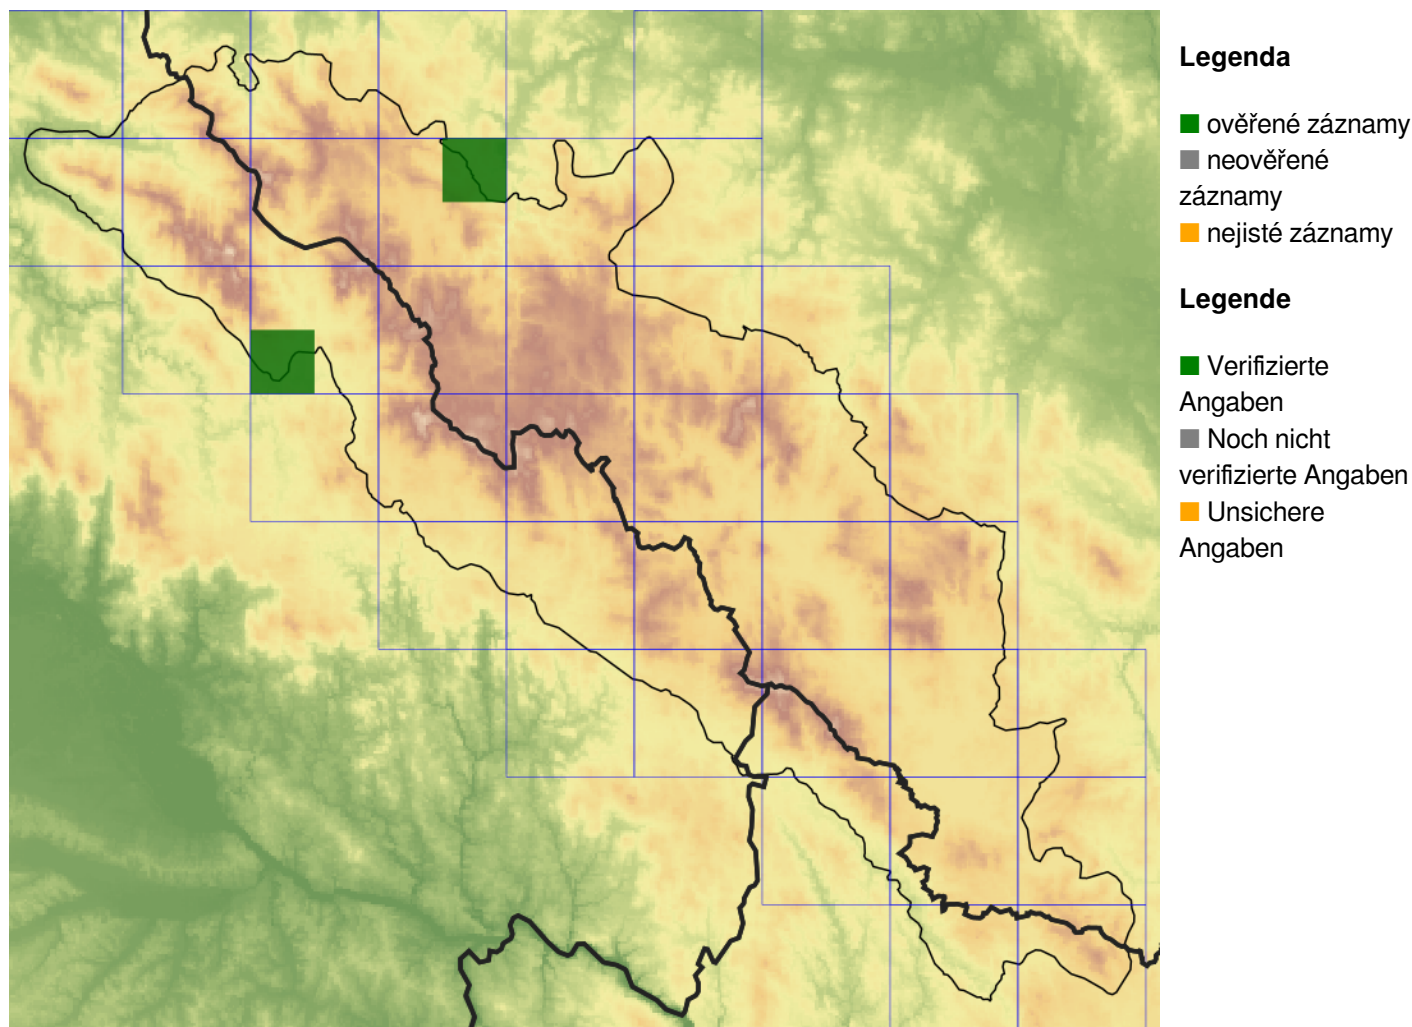 Legenda
ověřené záznamy
neověřené
záznamy
nejisté záznamy
Legende
Verifizierte
Angaben
Noch nicht
verifizierte Angaben
Unsichere
Angaben